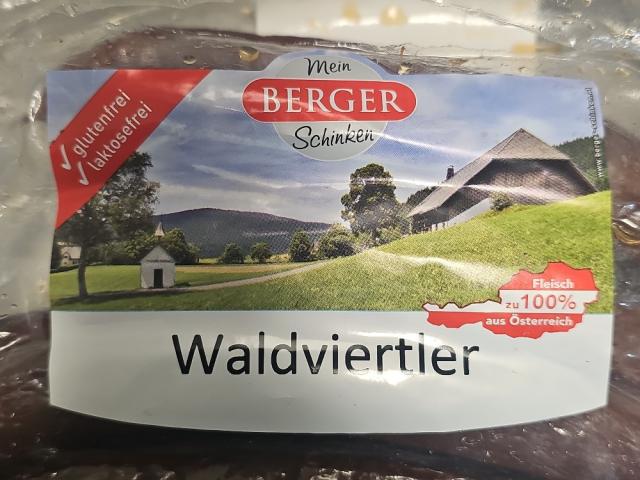 glutenfrei
laktosefrei
Mein
BERGER
Schinken
Fleisch
zu 100%
aus Österreich
Waldviertler